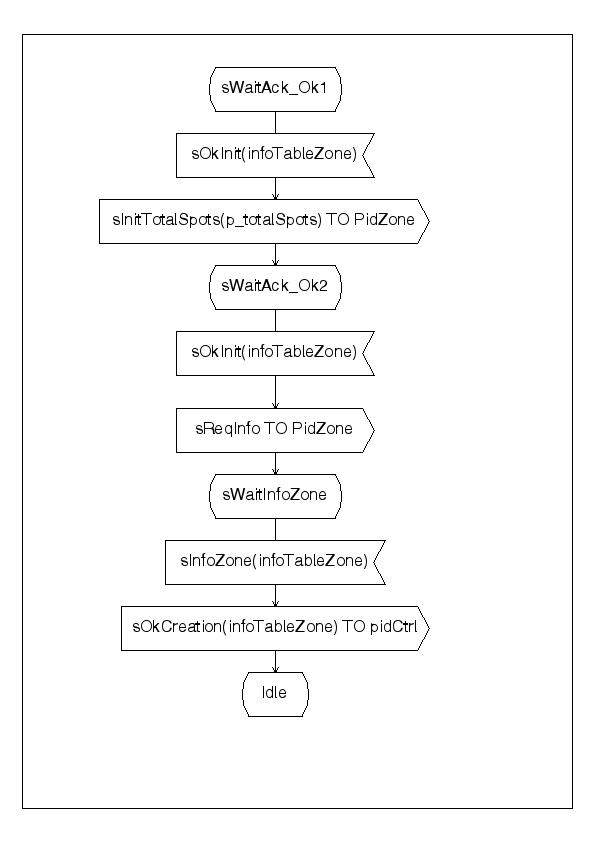 sWaitAck_Ok1
sOkInit(infoTableZone)
sInitTotalSpots(p_totalSpots) TO PidZone
sWaitAck_Ok2
sOkInit(infoTableZone)
sReqInfo TO PidZone
sWaitInfoZone
sInfoZone(infoTableZone)
sOkCreation(infoTableZone) TO pidCtrl
Idle